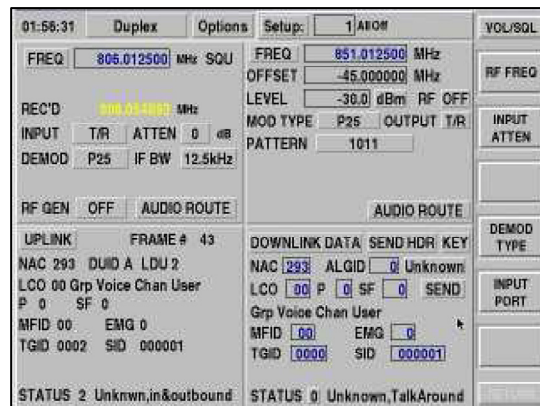 01:56:31 Duplex Options Setup: 1
VOL/SQL
FREQ 806.012500 MHz SQU
FREQ 851.012500 MHz
OFFSET -45.000000 MHz
RF FREQ
LEVEL -30.0 dBm RF OFF
REC'D MHz
MOD TYPE P25 OUTPUT T/R
INPUT ATTEN
INPUT T/R ATTEN 0 dB
PATTERN 1011
DEMOD P25 IF BW 12.5kHz
RF GEN OFF AUDIO ROUTE
AUDIO ROUTE
DEMOD TYPE
UPLINK FRAME # 43
NAC 293 DUID A LDU 2
LCO 00 Grp Voice Chan User
P 0 SF 0
MFID 00 EMG 0
TGID 0002 SID 000001
STATUS 2 Unknwn,in&outbound
DOWNLINK DATA SEND HDR KEY
NAC 293 ALGID 0 Unknown
LCO 00 P 0 SF 0 SEND
Grp Voice Chan User
MFID 00 EMG 0
TGID 0000 SID 000001
STATUS 0 Unknown,TalkAround
INPUT PORT